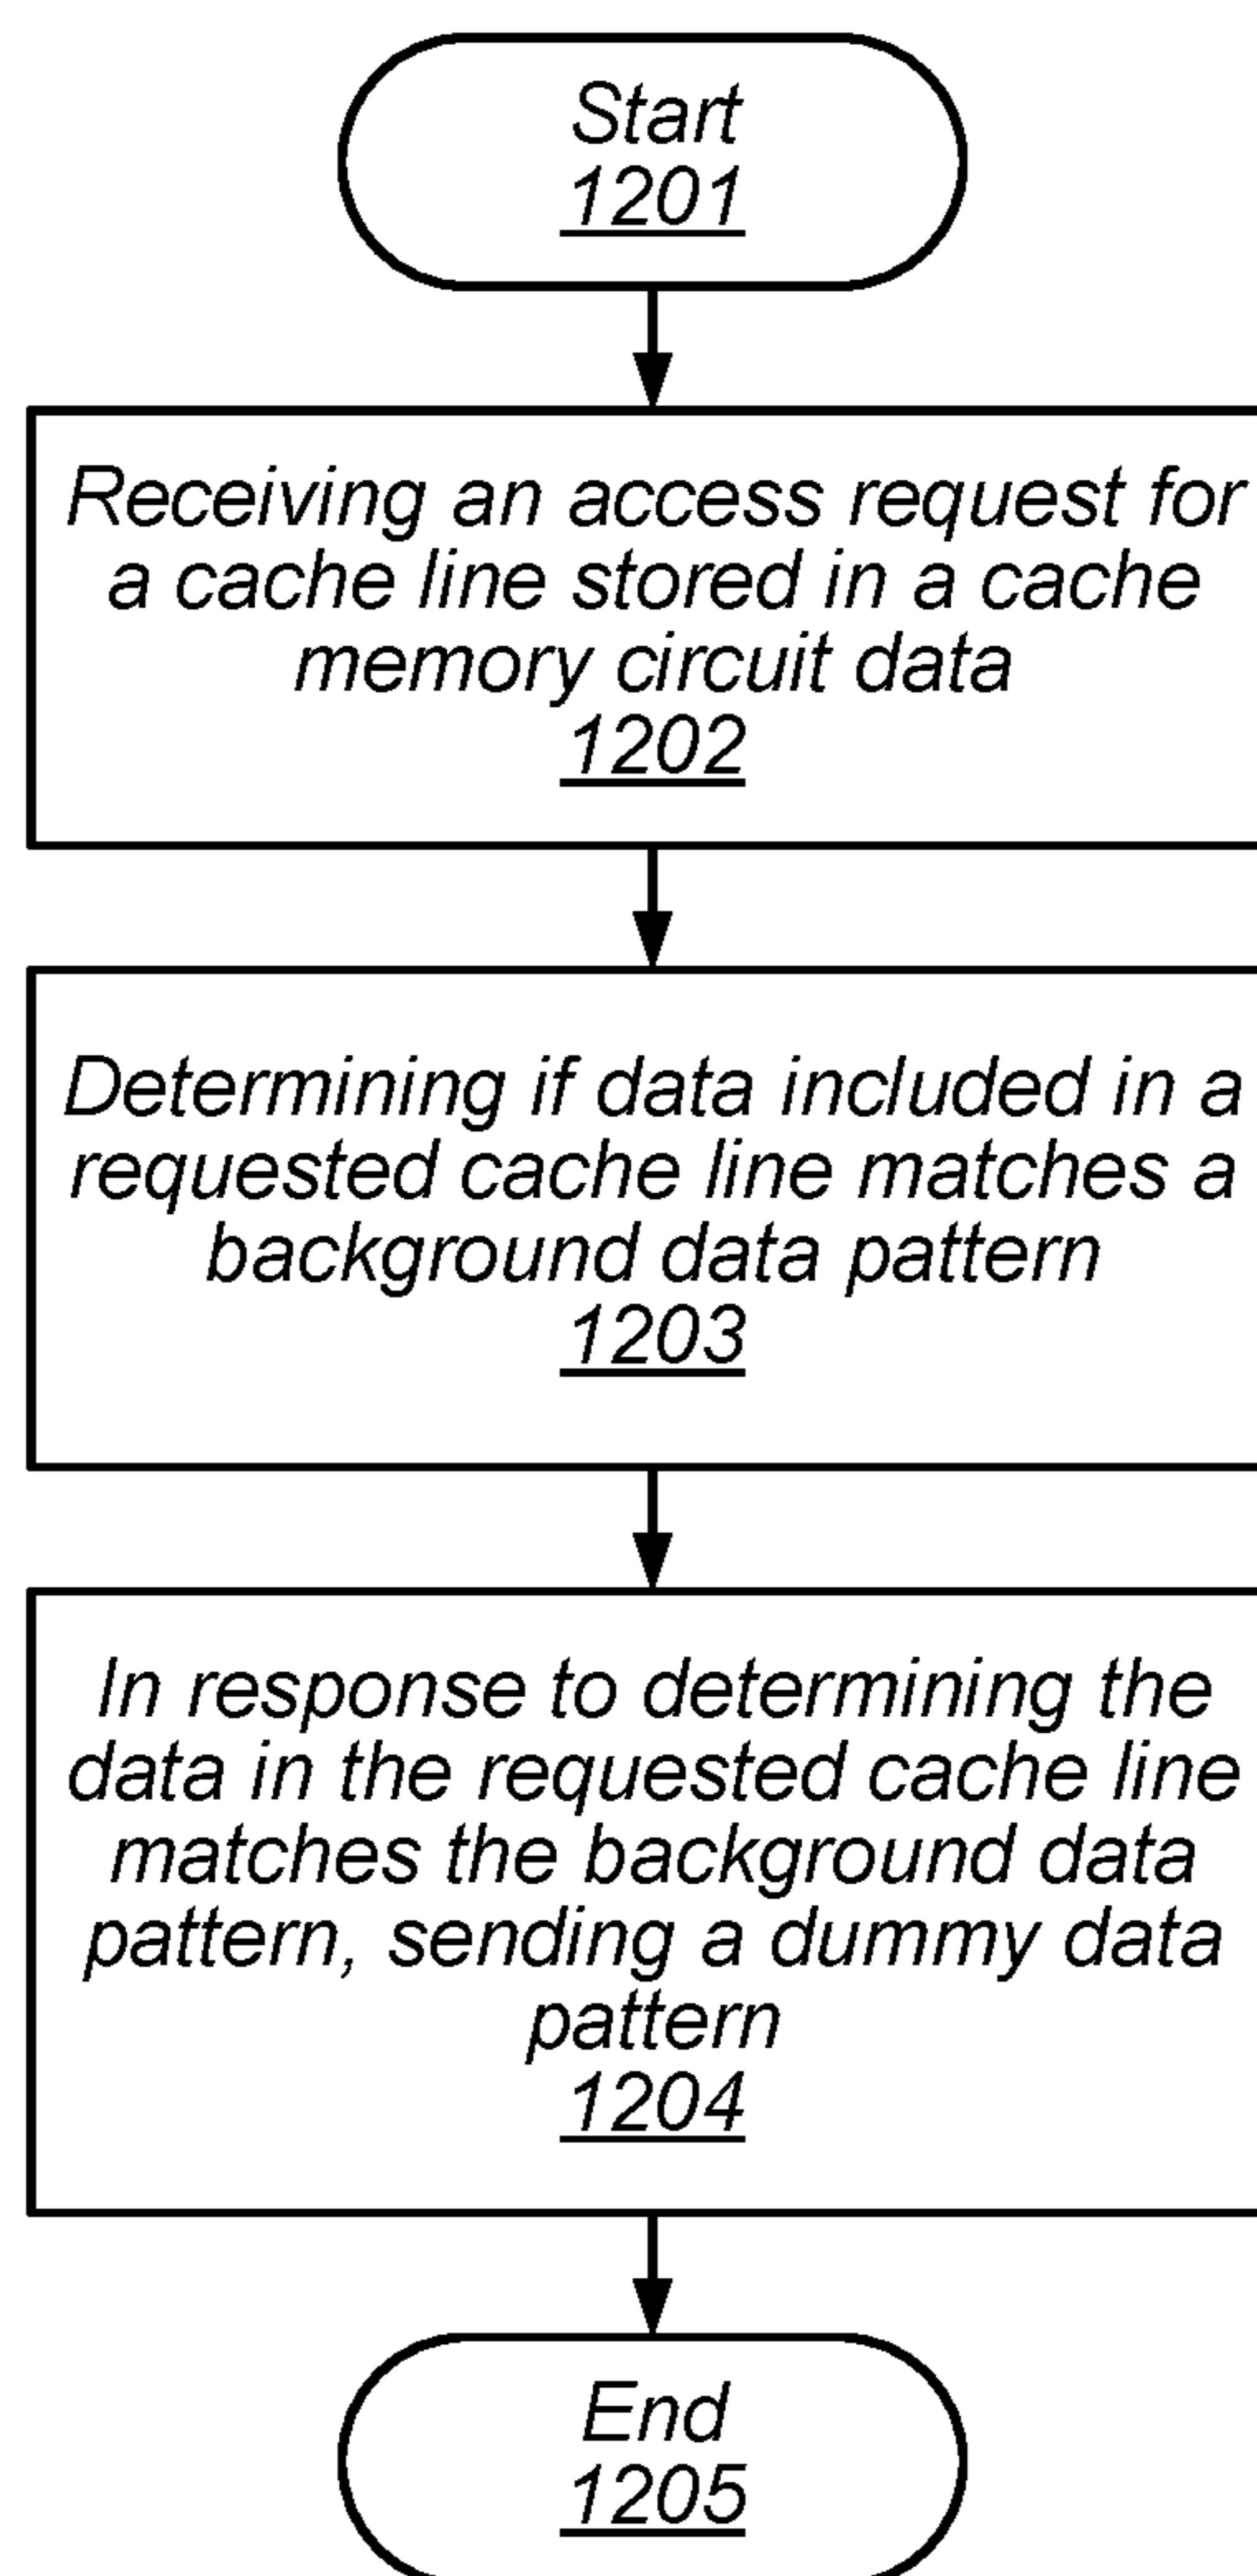 Start
1201
Receiving an access request for
a cache line stored in a cache
memory circuit data
1202
Determining if data included in a
requested cache line matches a
background data pattern
1203
In response to determining the
data in the requested cache line
matches the background data
pattern, sending a dummy data
pattern
1204
End
1205